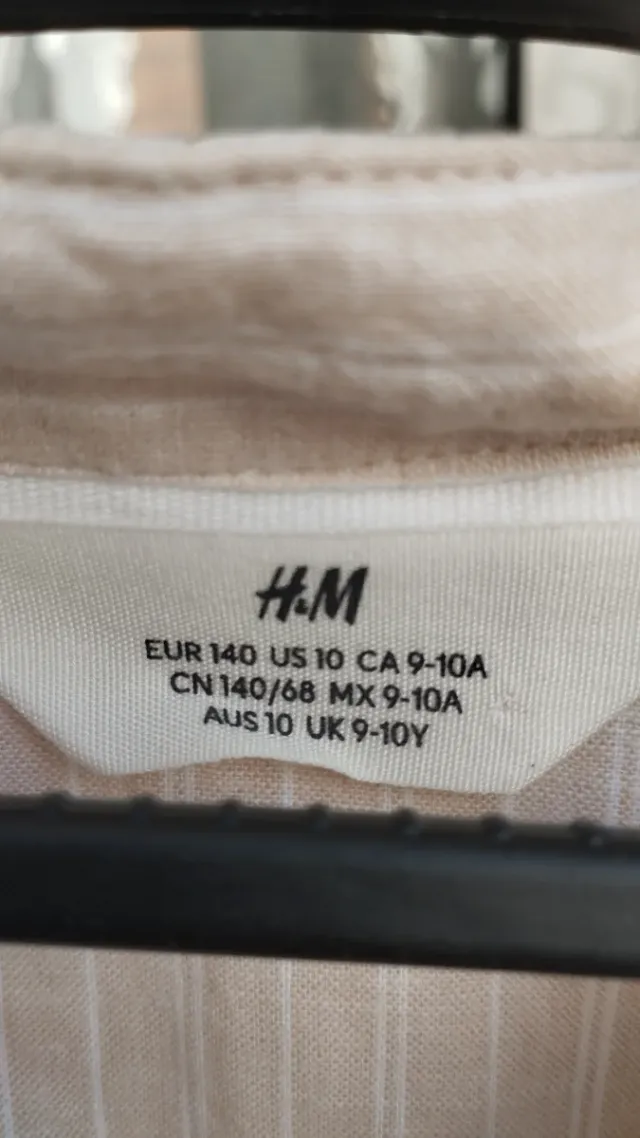 H&M
EUR 140 US 10 CA 9-10A
CN 140/68 MX 9-10A
AUS 10 UK 9-10Y